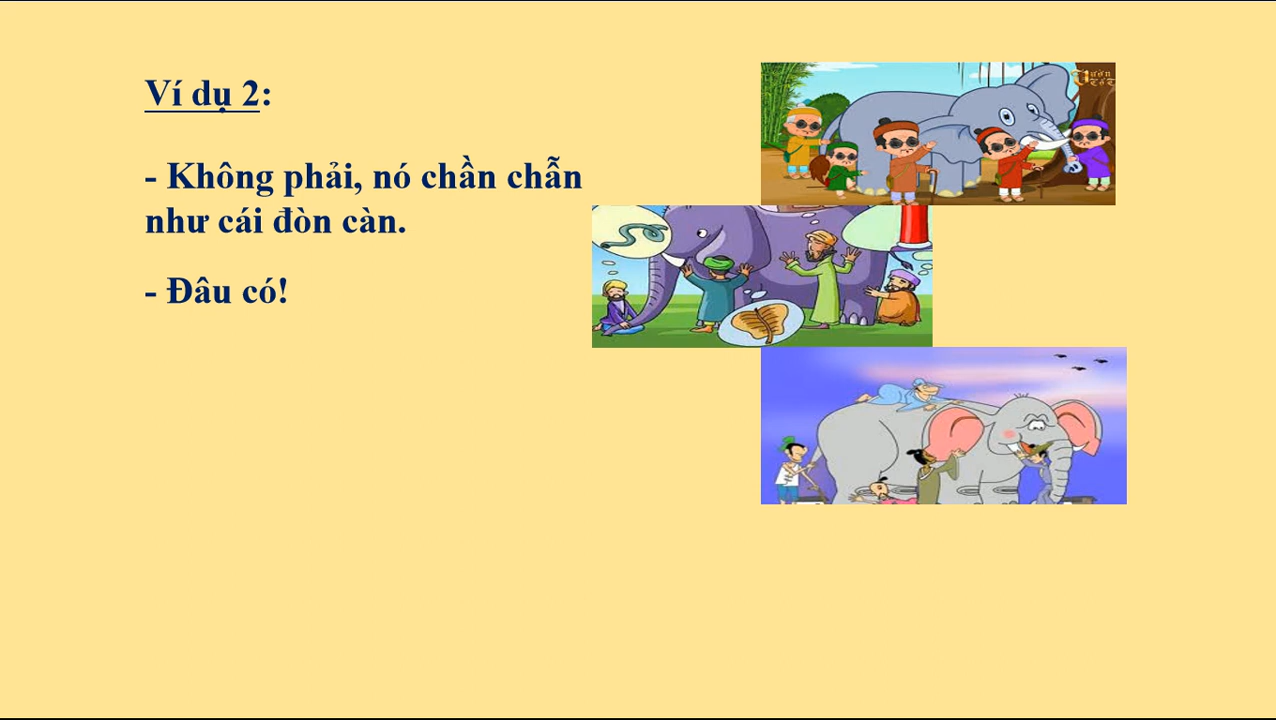 Ví dụ 2:
- Không phải, nó chần chẫn
như cái đòn càn.
- Đâu có!